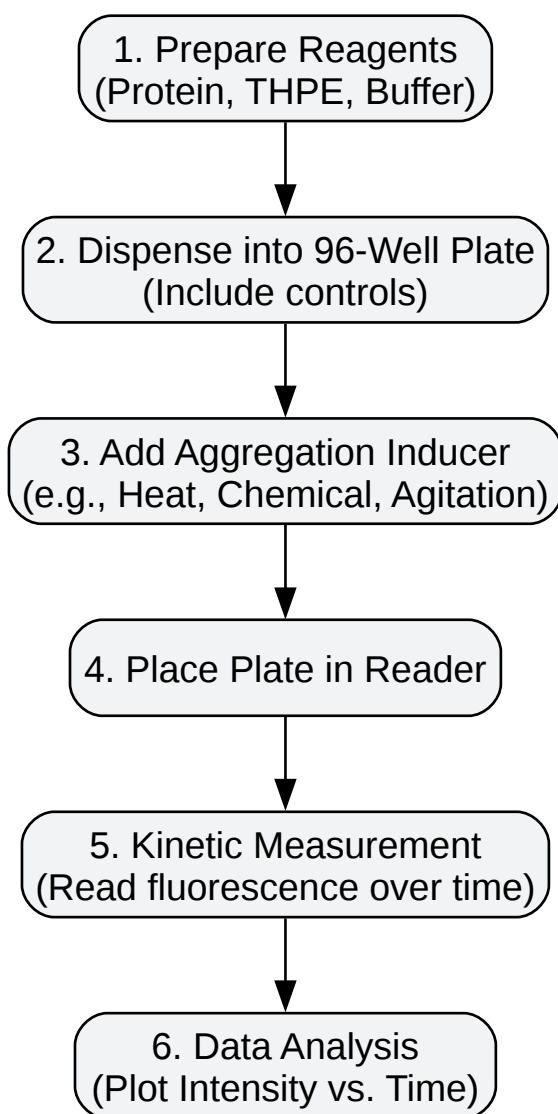 1. Prepare Reagents
(Protein, THPE, Buffer)
2. Dispense into 96-Well Plate
(Include controls)
3. Add Aggregation Inducer
(e.g., Heat, Chemical, Agitation)
4. Place Plate in Reader
5. Kinetic Measurement
(Read fluorescence over time)
6. Data Analysis
(Plot Intensity vs. Time)